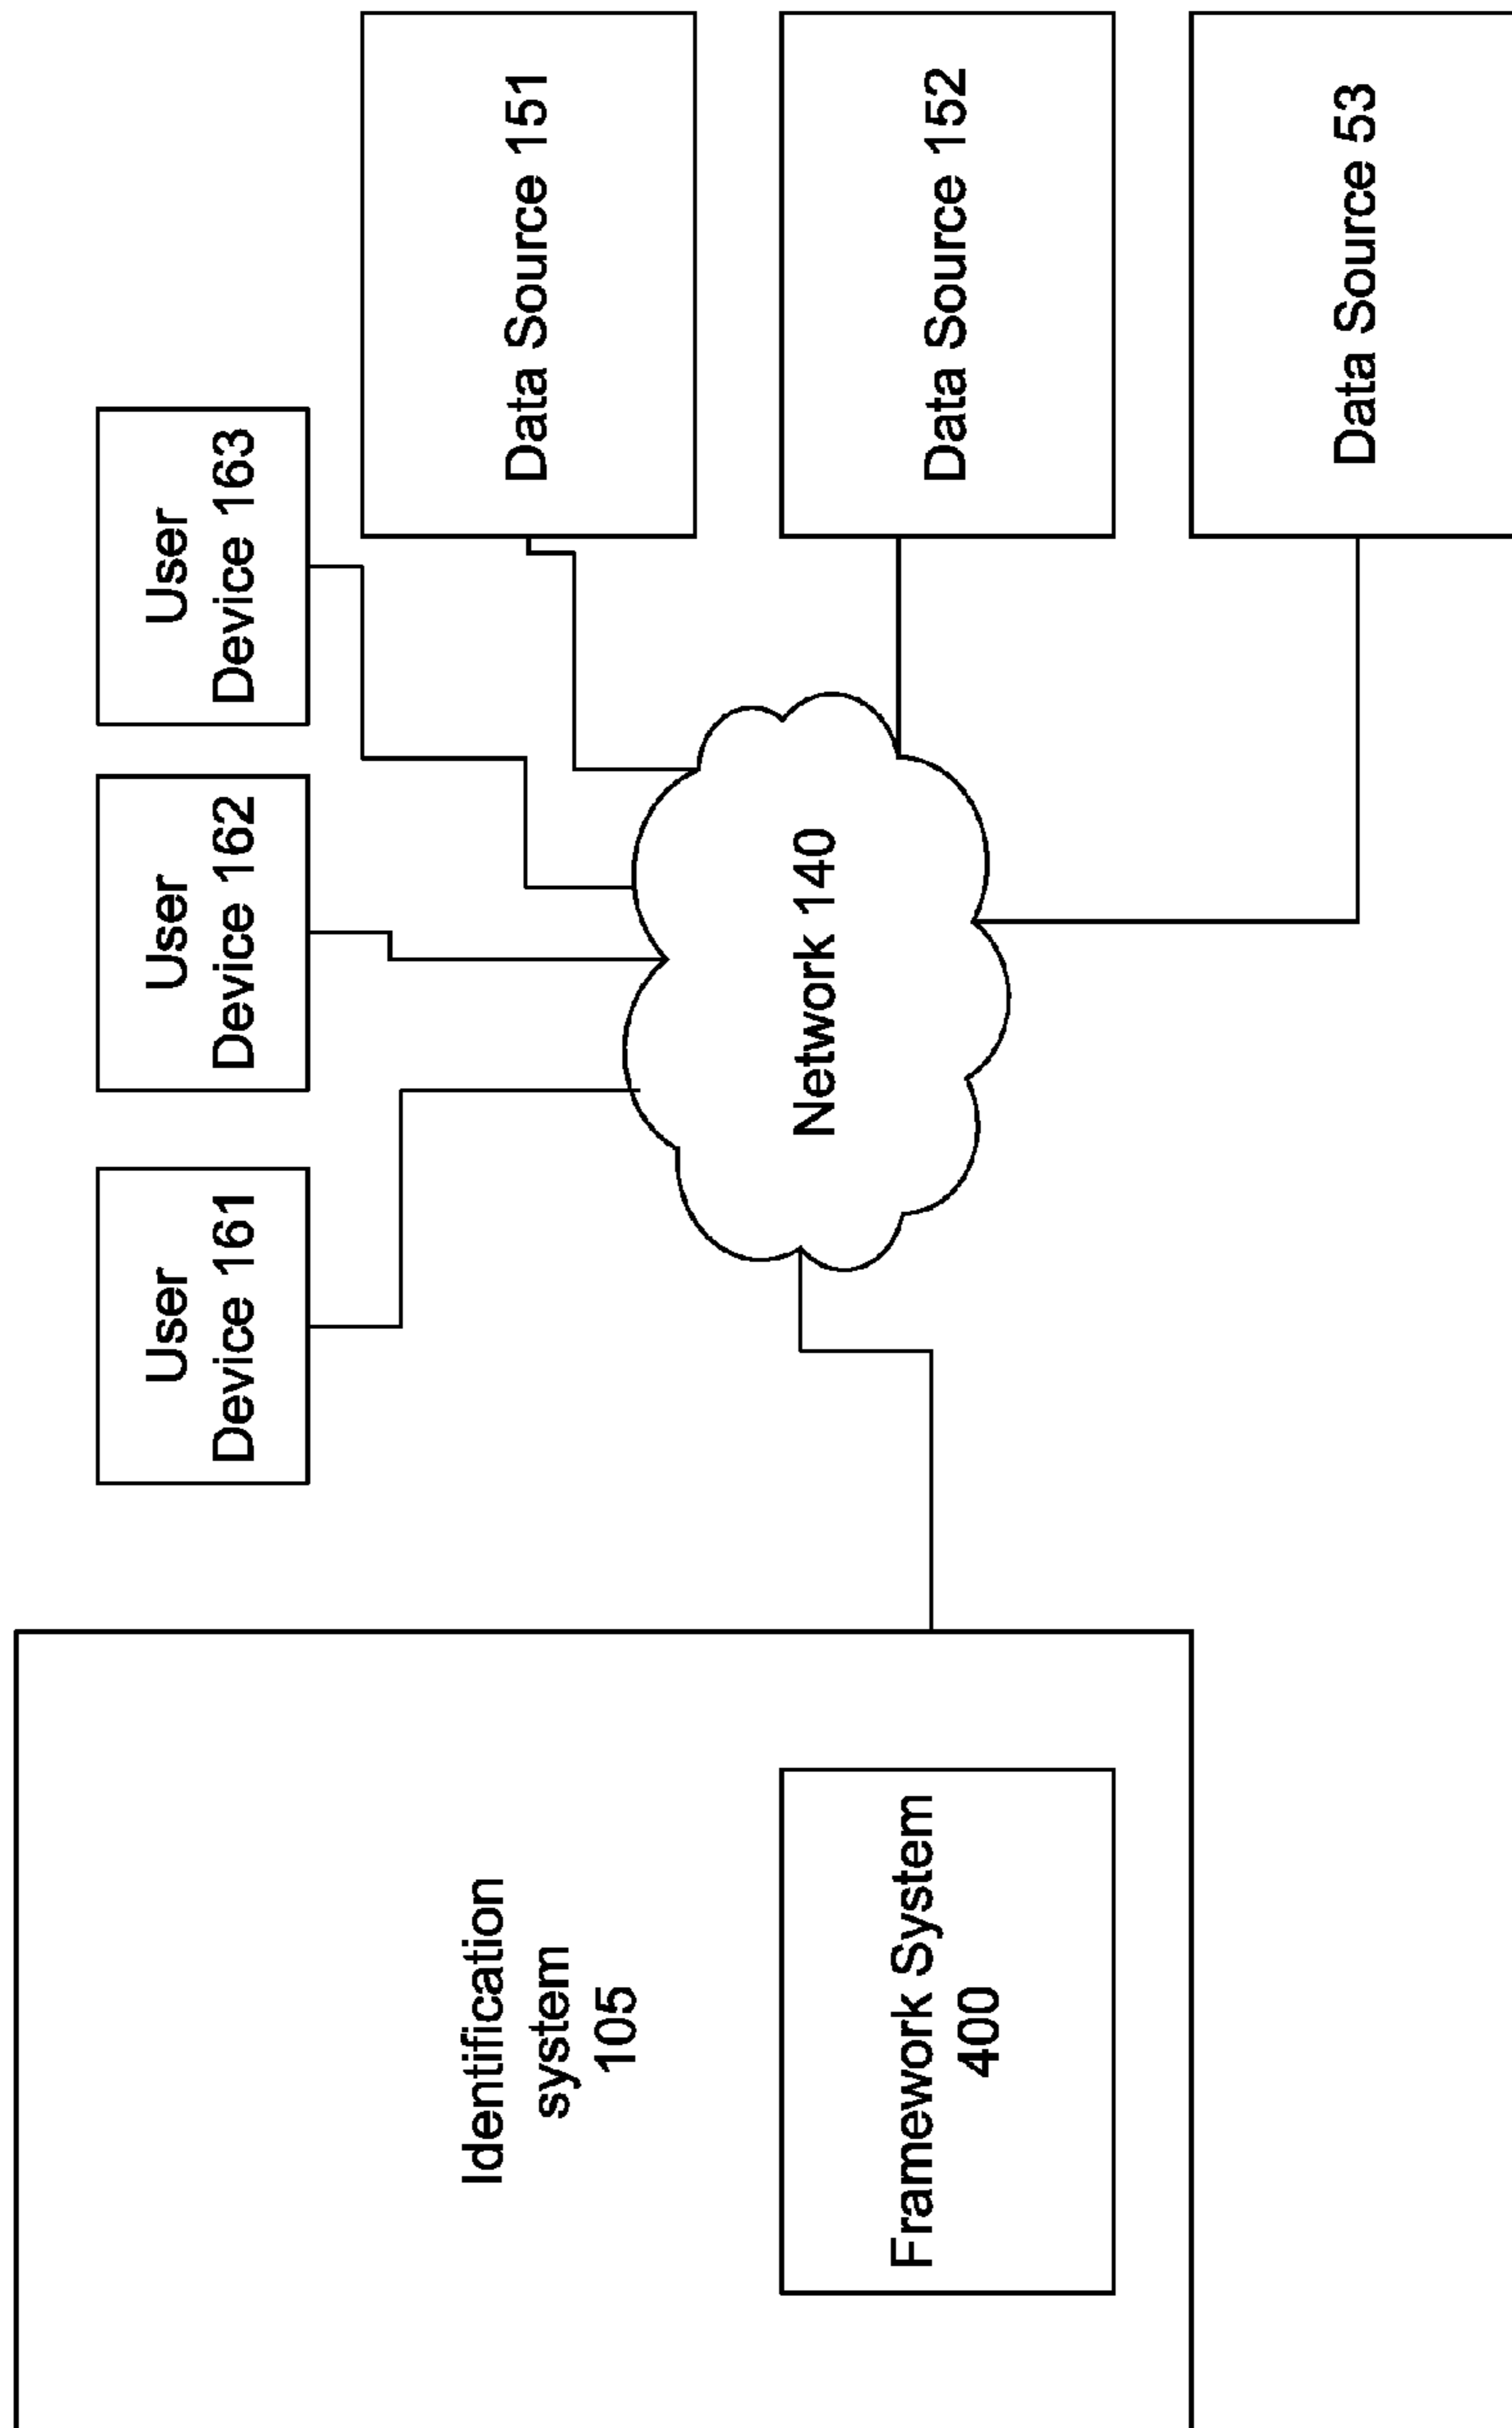 User
Device 161
User
Device 162
User
Device 163
Identification
system
105
Framework System
400
Network 140
Data Source 151
Data Source 152
Data Source 53